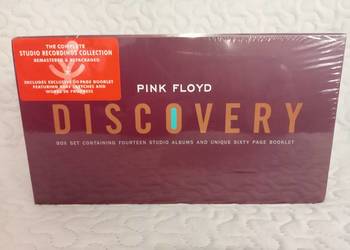 THE COMPLETE
STUDIO RECORDINGS COLLECTION
REMASTERED & REPACKAGED
INCLUDES EXCLUSIVE 60 PAGE BOOKLET
FEATURING RARE SKETCHES AND
WORKS IN PROGRESS
PINK FLOYD
DISCOVERY
BOX SET CONTAINING FOURTEEN STUDIO ALBUMS AND UNIQUE SIXTY PAGE BOOKLET